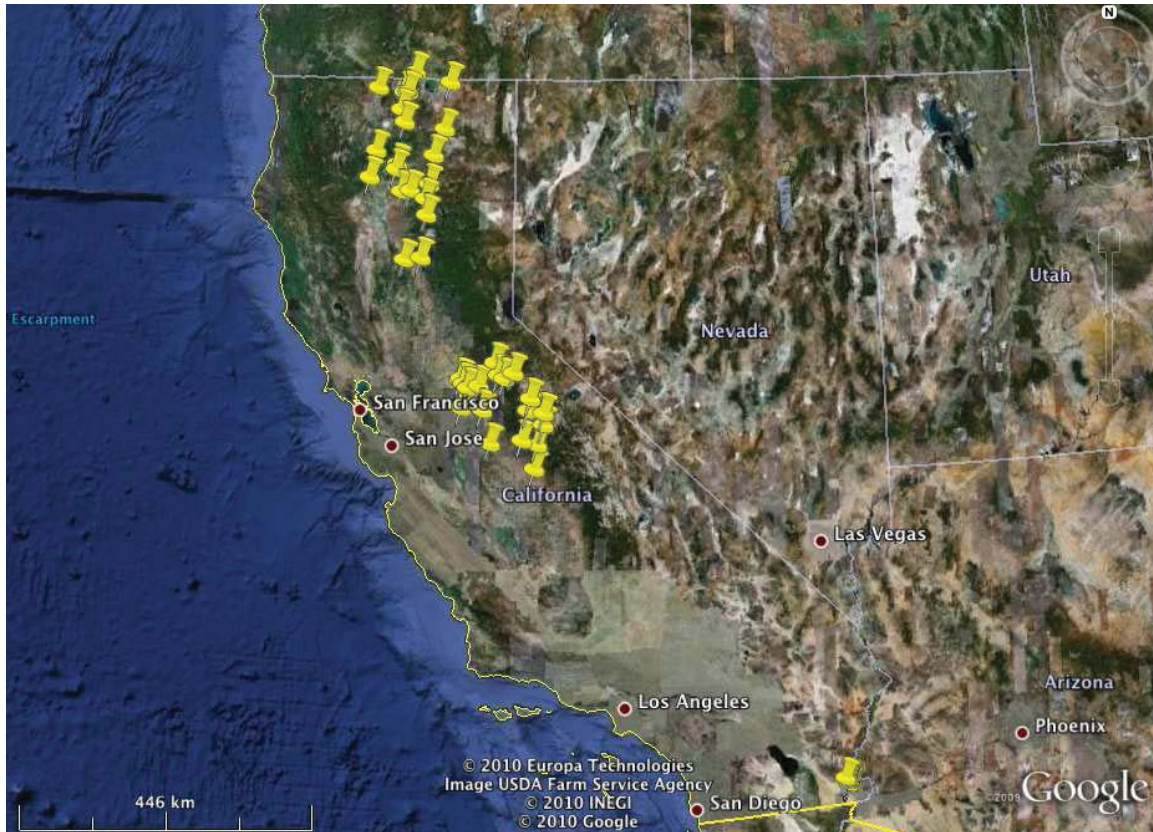 N
Escarpment
Utah
Nevada
San Francisco
San Jose
California
Las Vegas
Arizona
Los Angeles
Phoenix
© 2010 Europa Technologies
Image USDA Farm Service Agency
© 2010 INEGI
© 2010 Google
446 km
San Diego
©2009 Google